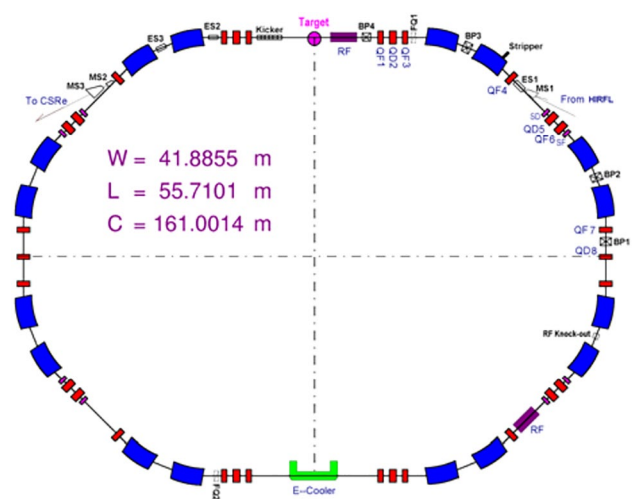 Target
FQ1
ES2
Kicker
BP4
ES3
BP3
RF
QF1
QD2
QF3
Stripper
MS2
MS3
QF4
ES1
MS1
To CSRe
From HIRFL
SD
QD5
QF6
SF
W = 41.8855 m
L = 55.7101 m
C = 161.0014 m
BP2
QF7
BP1
QD8
RF Knock-out
RF
FQ2
E--Cooler